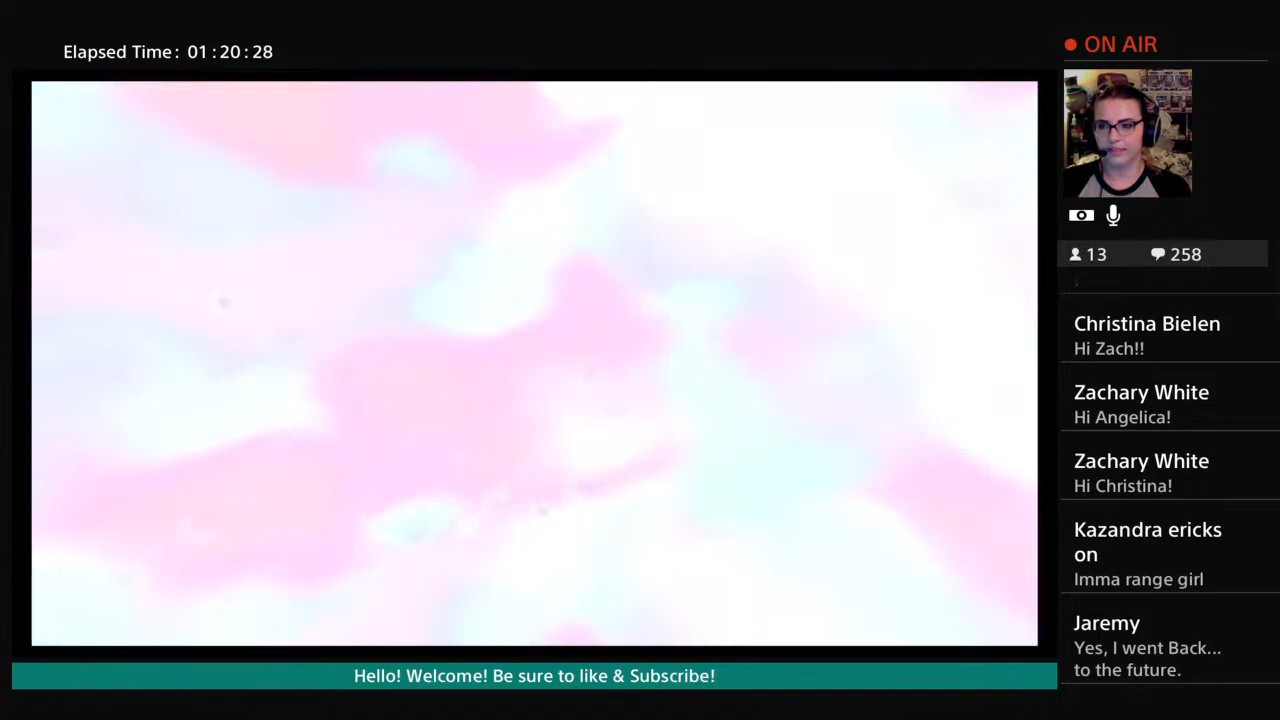 Elapsed Time: 01:20:28
ON AIR
13 258
Christina Bielen
Hi Zach!!
Zachary White
Hi Angelica!
Zachary White
Hi Christina!
Kazandra ericks
on
Imma range girl
Jaremy
Yes, I went Back...
to the future.
Hello! Welcome! Be sure to like & Subscribe!